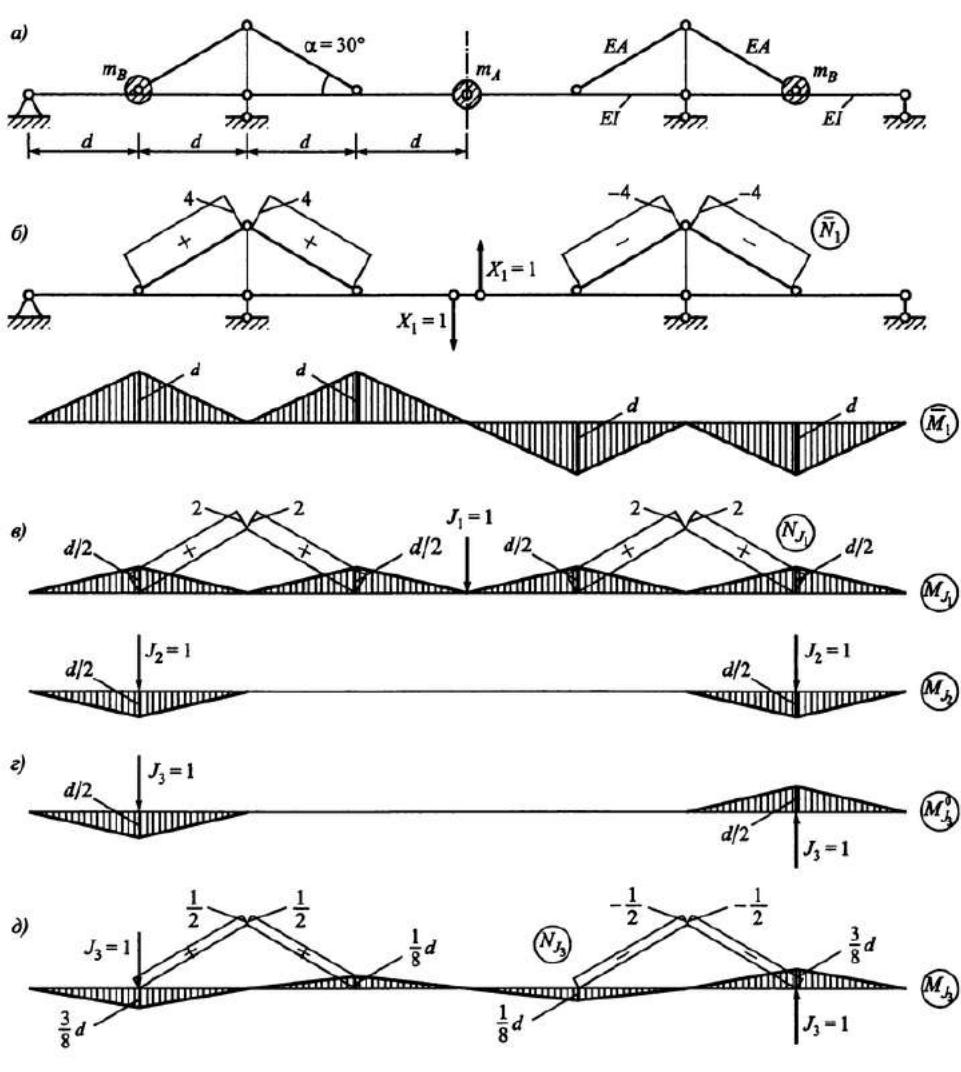 а)
m_B
α = 30°
m_A
EA
EA
m_B
EI
EI
d
d
d
d
б)
4
4
−4
−4
N̄₁
X₁ = 1
X₁ = 1
d
d
d
d
M̄₁
в)
2
2
J₁ = 1
2
2
N_J₁
d/2
d/2
d/2
d/2
M_J₁
J₂ = 1
J₂ = 1
d/2
d/2
M_J₂
г)
J₃ = 1
d/2
d/2
J₃ = 1
M⁰_J₃
д)
1/2
1/2
−1/2
−1/2
J₃ = 1
N_J₃
1/8 d
3/8 d
3/8 d
1/8 d
J₃ = 1
M_J₃